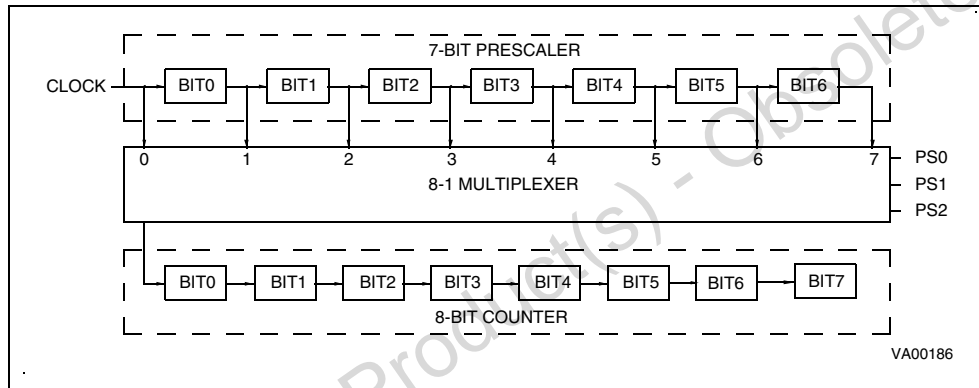 7-BIT PRESCALER
CLOCK BIT0 BIT1 BIT2 BIT3 BIT4 BIT5 BIT6
0 1 2 3 4 5 6 7 PS0
8-1 MULTIPLEXER PS1
PS2
BIT0 BIT1 BIT2 BIT3 BIT4 BIT5 BIT6 BIT7
8-BIT COUNTER
VA00186
Product(s) - Obsolete